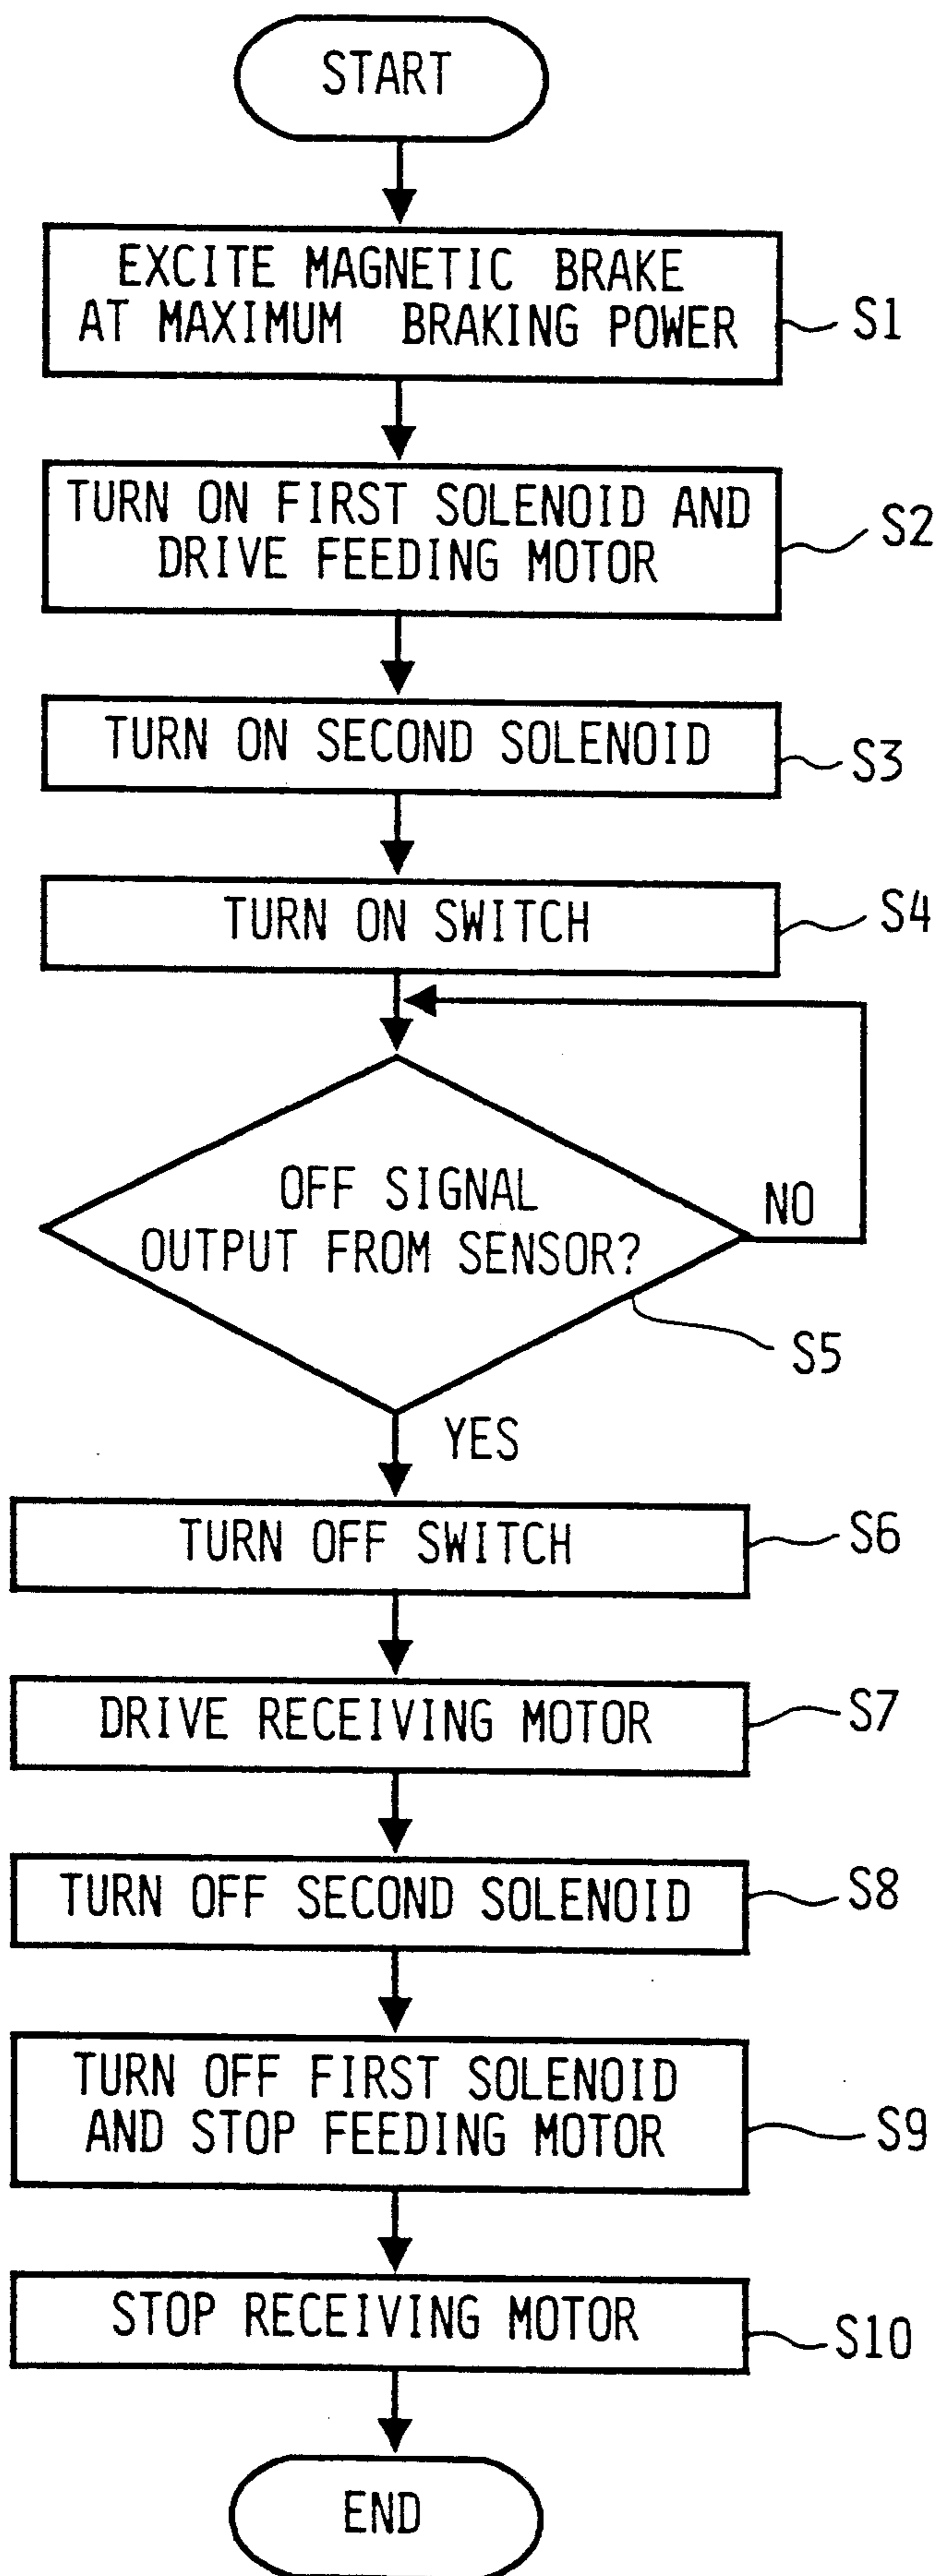 START
EXCITE MAGNETIC BRAKE
AT MAXIMUM BRAKING POWER
S1
TURN ON FIRST SOLENOID AND
DRIVE FEEDING MOTOR
S2
TURN ON SECOND SOLENOID
S3
TURN ON SWITCH
S4
OFF SIGNAL
OUTPUT FROM SENSOR?
NO
S5
YES
TURN OFF SWITCH
S6
DRIVE RECEIVING MOTOR
S7
TURN OFF SECOND SOLENOID
S8
TURN OFF FIRST SOLENOID
AND STOP FEEDING MOTOR
S9
STOP RECEIVING MOTOR
S10
END